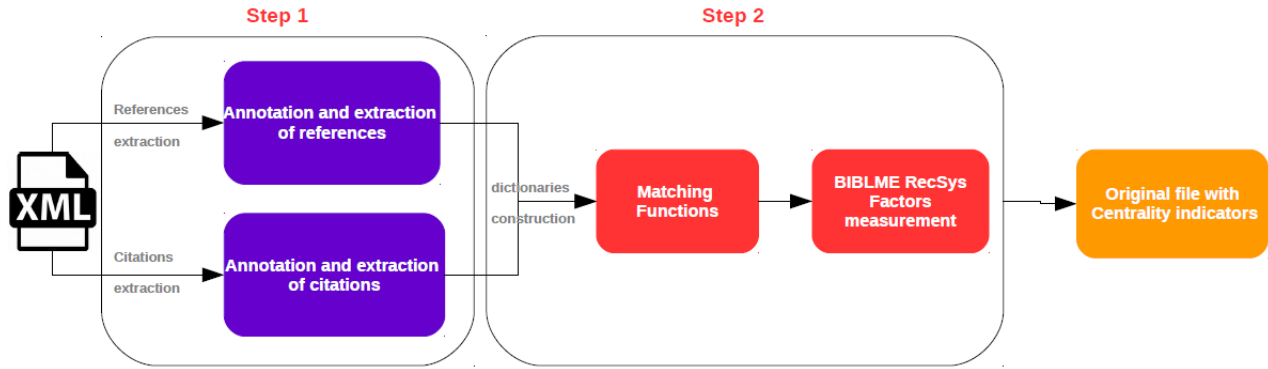 Step 1
Step 2
References
extraction
Annotation and extraction
of references
XML
Citations
extraction
Annotation and extraction
of citations
dictionaries
construction
Matching
Functions
BIBLME RecSys
Factors
measurement
Original file with
Centrality indicators